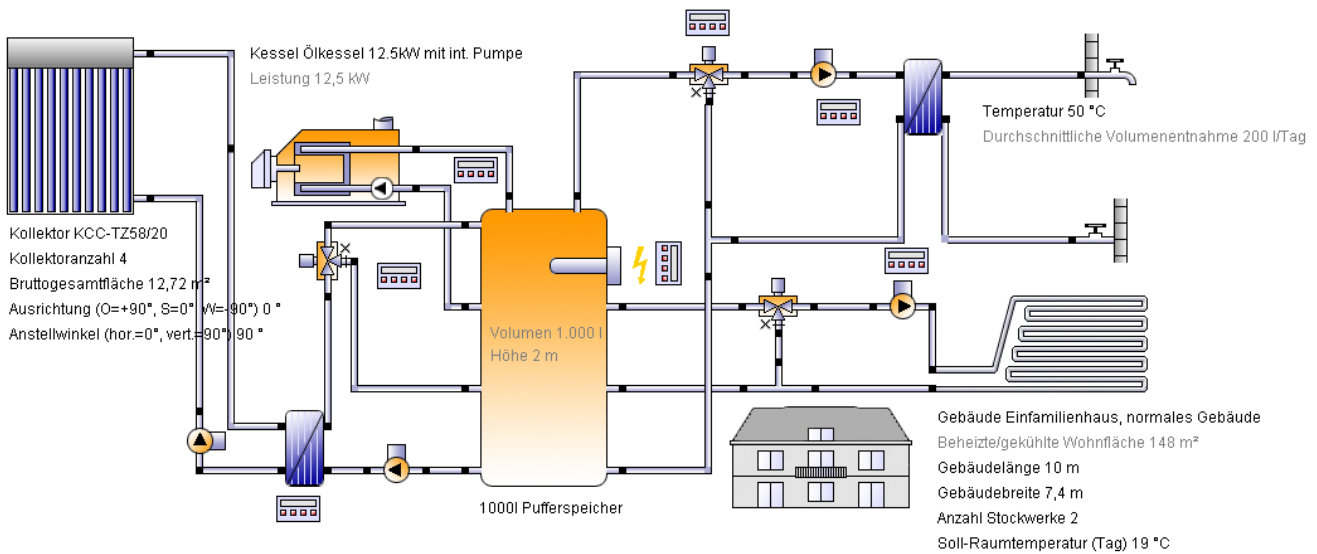 Kessel Ölkessel 12.5kW mit int. Pumpe
Leistung 12,5 kW
Temperatur 50 °C
Durchschnittliche Volumenentnahme 200 l/Tag
Kollektor KCC-TZ58/20
Kollektoranzahl 4
Bruttogesamtfläche 12,72 m²
Ausrichtung (O=+90°, S=0°, W=-90°) 0 °
Anstellwinkel (hor.=0°, vert.=90°) 90 °
Volumen 1.000 l
Höhe 2 m
1000l Pufferspeicher
Gebäude Einfamilienhaus, normales Gebäude
Beheizte/gekühlte Wohnfläche 148 m²
Gebäudelänge 10 m
Gebäudebreite 7,4 m
Anzahl Stockwerke 2
Soll-Raumtemperatur (Tag) 19 °C